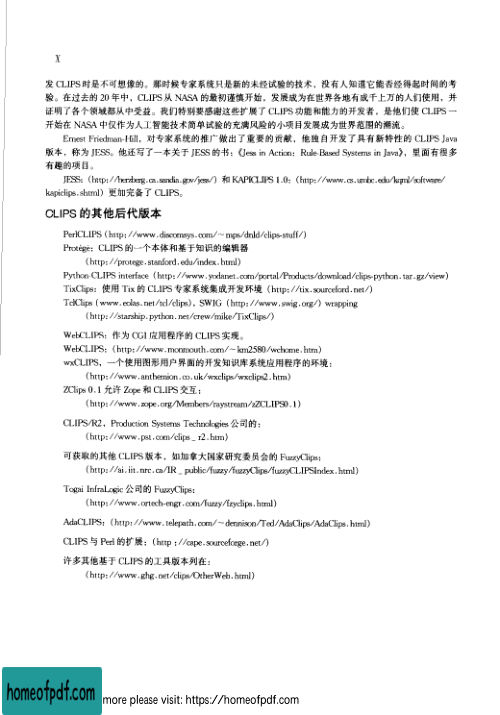 X
发 CLIPS 时是不可想像的。那时候专家系统只是新的未经试验的技术，没有人知道它能否经得起时间的考
验。在过去的 20 年中，CLIPS 从 NASA 的最初谨慎开始，发展成为在世界各地有成千上万的人们使用，并
证明了各个领域都从中受益。我们特别要感谢这些扩展了 CLIPS 功能和能力的开发者，是他们使 CLIPS 一
开始在 NASA 中仅作为人工智能技术简单试验的充满风险的小项目发展成为世界范围的潮流。
Ernest Friedman-Hill，对专家系统的推广做出了重要的贡献，他独自开发了具有新特性的 CLIPS Java
版本，称为 JESS。他还写了一本关于 JESS 的书：《Jess in Action：Rule-Based Systems in Java》，里面有很多
有趣的项目。
JESS：(http：//herzberg.ca.sandia.gov/jess/) 和 KAPICLIPS 1.0：(http：//www.cs.umbc.edu/kqml/software/
kapiclips.shtml) 更加完备了 CLIPS。
CLIPS 的其他后代版本
PerlCLIPS (http：//www.discomsys.com/～mps/dnld/clips-stuff/)
Protégé：CLIPS 的一个本体和基于知识的编辑器
(http：//protege.stanford.edu/index.html)
Python-CLIPS interface (http：//www.yodanet.com/portal/Products/download/clips-python.tar.gz/view)
TixClips：使用 Tix 的 CLIPS 专家系统集成开发环境 (http：//tix.sourceford.net/)
TclClips (www.eolas.net/tcl/clips)，SWIG (http：//www.swig.org/) wrapping
(http：//starship.python.net/crew/mike/TixClips/)
WebCLIPS：作为 CGI 应用程序的 CLIPS 实现。
WebCLIPS：(http：//www.monmouth.com/～km2580/wchome.htm)
wxCLIPS，一个使用图形用户界面的开发知识库系统应用程序的环境：
(http：//www.anthemion.co.uk/wxclips/wxclips2.htm)
ZClips 0.1 允许 Zope 和 CLIPS 交互：
(http：//www.zope.org/Members/raystream/zZCLIPS0.1)
CLIPS/R2，Production Systems Technologies 公司的：
(http：//www.pst.com/clips_r2.htm)
可获取的其他 CLIPS 版本，如加拿大国家研究委员会的 FuzzyClips：
(http：//ai.iit.nrc.ca/IR_public/fuzzy/fuzzyClips/fuzzyCLIPSIndex.html)
Togai InfraLogic 公司的 FuzzyClips：
(http：//www.ortech-engr.com/fuzzy/fzyclips.html)
AdaCLIPS：(http：//www.telepath.com/～dennison/Ted/AdaClips/AdaClips.html)
CLIPS 与 Perl 的扩展：(http：//cape.sourceforge.net/)
许多其他基于 CLIPS 的工具版本列在：
(http：//www.ghg.net/clips/OtherWeb.html)
homeofpdf.com
more please visit: https://homeofpdf.com